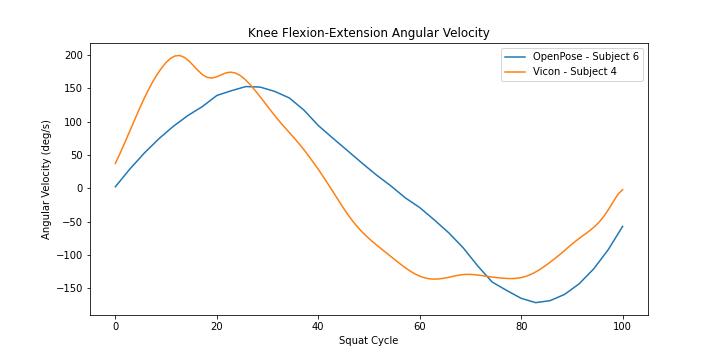 Knee Flexion-Extension Angular Velocity
OpenPose - Subject 6
Vicon - Subject 4
200
150
100
50
0
−50
−100
−150
Angular Velocity (deg/s)
0 20 40 60 80 100
Squat Cycle